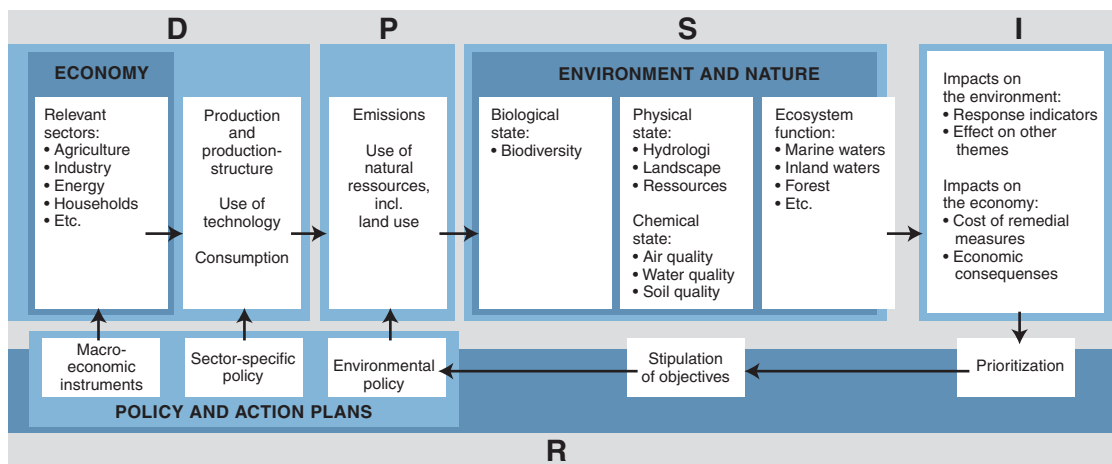 D
P
S
I
ECONOMY
Relevant
sectors:
• Agriculture
• Industry
• Energy
• Households
• Etc.
Production
and
production-
structure
Use of
technology
Consumption
Emissions
Use of
natural
ressources,
incl.
land use
ENVIRONMENT AND NATURE
Biological
state:
• Biodiversity
Physical
state:
• Hydrologi
• Landscape
• Ressources
Chemical
state:
• Air quality
• Water quality
• Soil quality
Ecosystem
function:
• Marine waters
• Inland waters
• Forest
• Etc.
Impacts on
the environment:
• Response indicators
• Effect on other
themes
Impacts on
the economy:
• Cost of remedial
measures
• Economic
consequenses
Macro-
economic
instruments
Sector-specific
policy
Environmental
policy
Stipulation
of objectives
Prioritization
POLICY AND ACTION PLANS
R